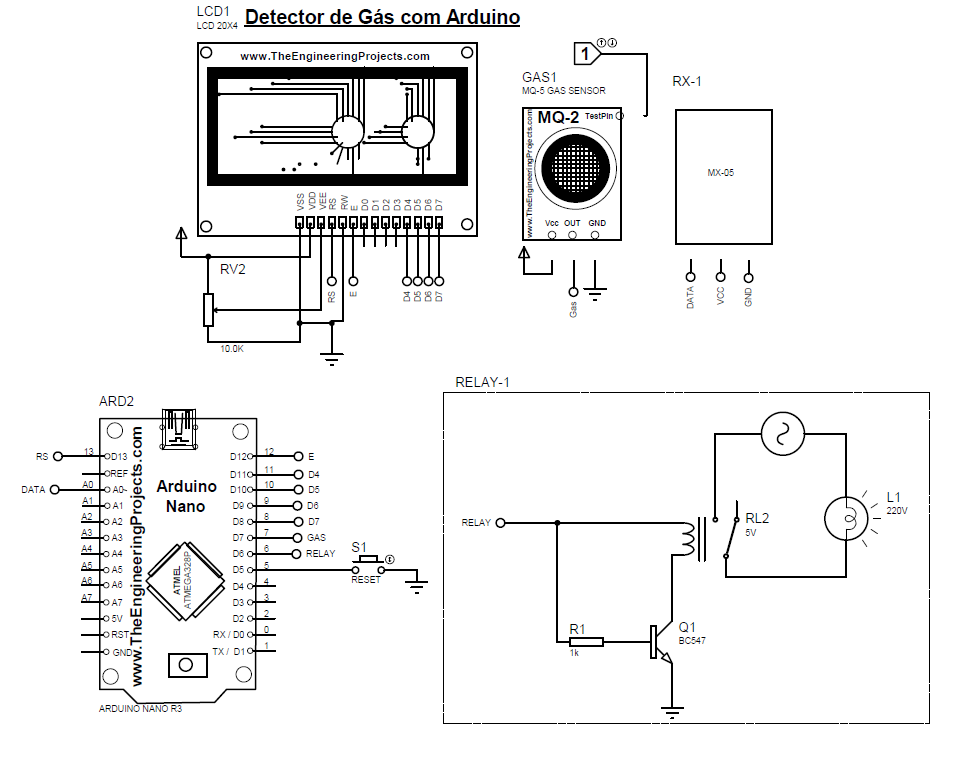 LCD1
LCD 20X4
Detector de Gás com Arduino
www.TheEngineeringProjects.com
VSS
VDD
VEE
RS
RW
E
D0
D1
D2
D3
D4
D5
D6
D7
RV2
10.0K
RS
E
D4
D5
D6
D7
1
GAS1
MQ-5 GAS SENSOR
MQ-2
TestPin
www.TheEngineeringProjects.com
Vcc OUT GND
Gas
RX-1
MX-05
DATA
VCC
GND
ARD2
www.TheEngineeringProjects.com
Arduino
Nano
ATMEL
ATMEGA328P
RS 13 D13
REF
DATA A0 A0~
A1 A1
A2 A2
A3 A3
A4 A4
A5 A5
A6 A6
A7 A7
5V
RST
GND
D12 12 E
D11 11 D4
D10 10 D5
D9 9 D6
D8 8 D7
D7 7 GAS
D6 6 RELAY
D5 5
D4 4
D3 3
D2 2
RX / D0 0
TX / D1 1
ARDUINO NANO R3
S1
RESET
RELAY-1
RELAY
RL2
5V
L1
220V
R1
1k
Q1
BC547